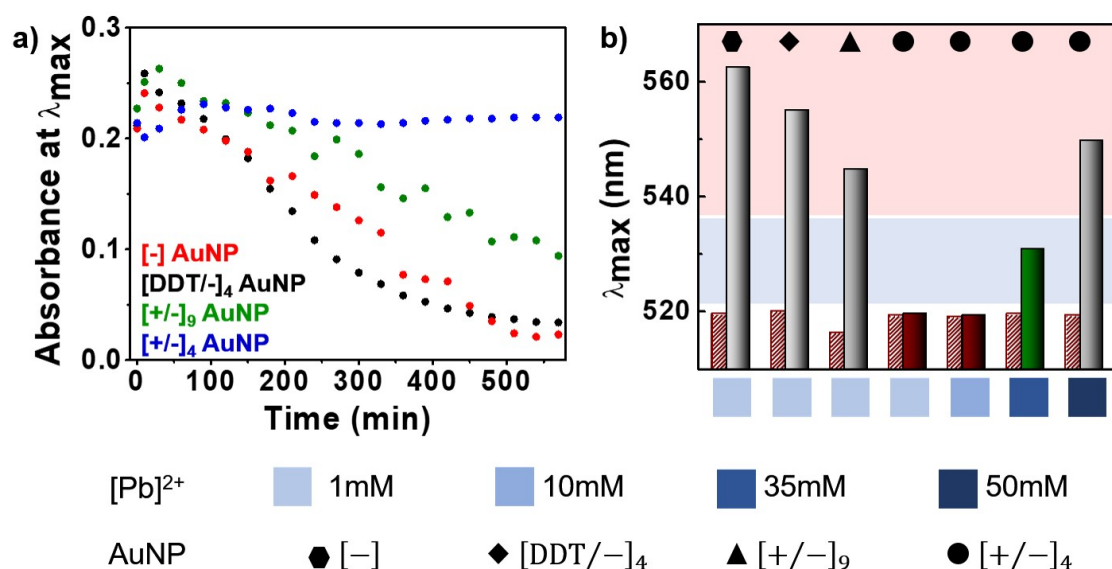 a)
Absorbance at λmax
0.3
0.2
0.1
0.0
[-] AuNP
[DDT/-]₄ AuNP
[+/-]₉ AuNP
[+/-]₄ AuNP
0 100 200 300 400 500
Time (min)
b)
λmax (nm)
560
540
520
[Pb]²⁺ 1mM 10mM 35mM 50mM
AuNP [−] [DDT/−]₄ [+/−]₉ [+/−]₄